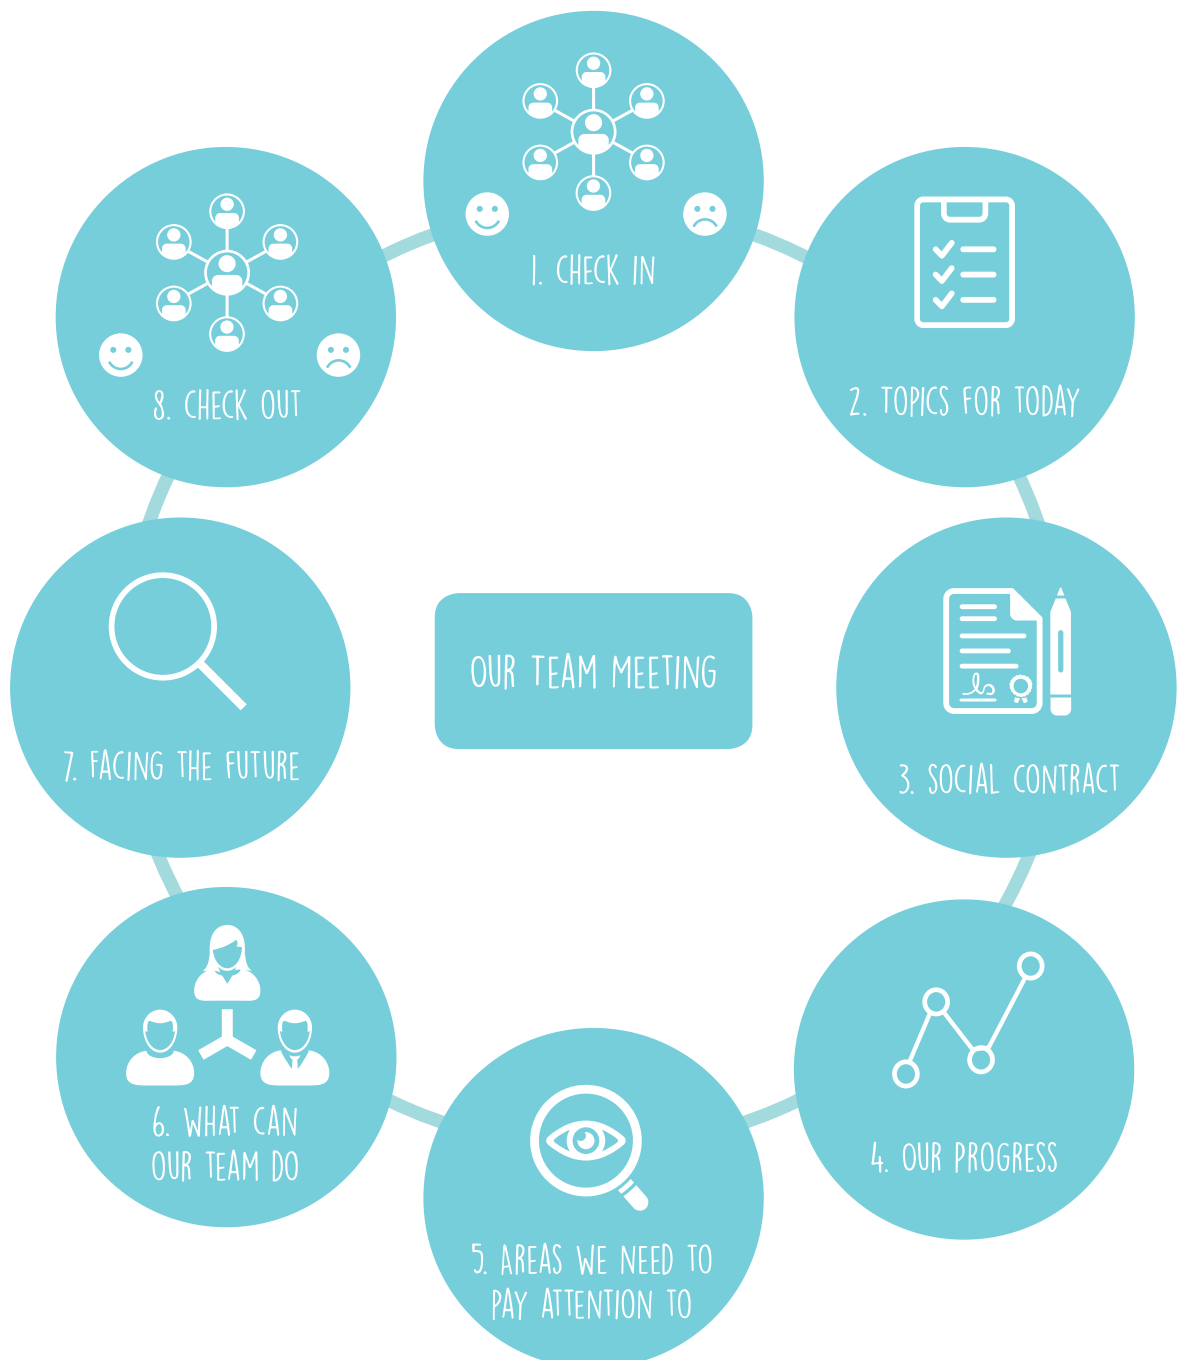 1. CHECK IN
2. TOPICS FOR TODAY
3. SOCIAL CONTRACT
4. OUR PROGRESS
5. AREAS WE NEED TO
PAY ATTENTION TO
6. WHAT CAN
OUR TEAM DO
7. FACING THE FUTURE
8. CHECK OUT
OUR TEAM MEETING